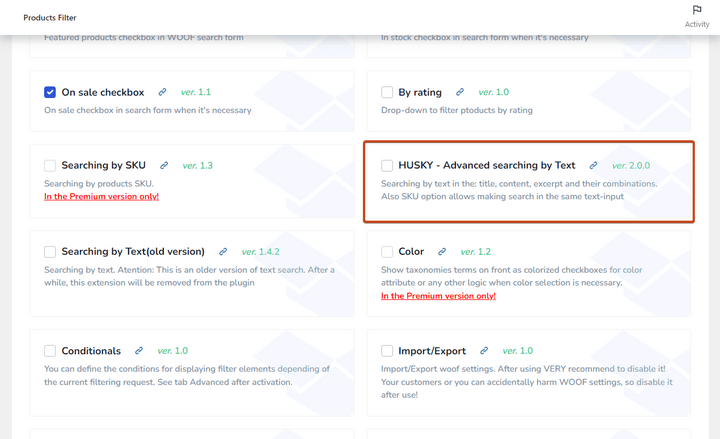 Products Filter
Activity
Featured products checkbox in WOOF search form
In stock checkbox in search form when it's necessary
On sale checkbox ver. 1.1
On sale checkbox in search form when it's necessary
By rating ver. 1.0
Drop-down to filter ptoducts by rating
Searching by SKU ver. 1.3
Searching by products SKU.
In the Premium version only!
HUSKY - Advanced searching by Text ver. 2.0.0
Searching by text in the: title, content, excerpt and their combinations.
Also SKU option allows making search in the same text-input
Searching by Text(old version) ver. 1.4.2
Searching by text. Atention: This is an older version of text search. After a
while, this extension will be removed from the plugin
Color ver. 1.2
Show taxonomies terms on front as colorized checkboxes for color
attribute or any other logic when color selection is necessary.
In the Premium version only!
Conditionals ver. 1.0
You can define the conditions for displaying filter elements depending of
the current filtering request. See tab Advanced after activation.
Import/Export ver. 1.0
Import/Export woof settings. After using VERY recommend to disable it!
Your customers or you can accidentally harm WOOF settings, so disable it
after use!